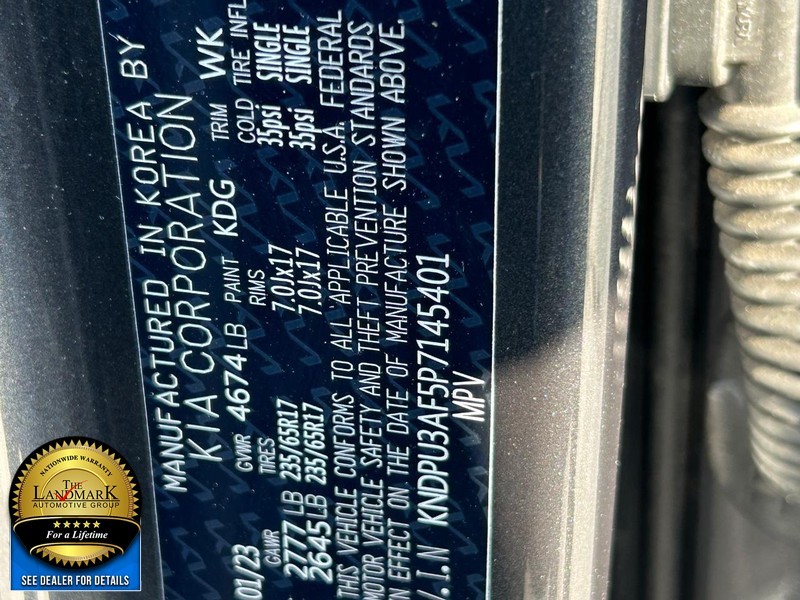 MANUFACTURED IN KOREA BY
KIA CORPORATION
01/23 GVWR 4674 LB PAINT KDG TRIM WK
GAWR TIRES RIMS COLD TIRE INFL
2777 LB 235/65R17 7.0Jx17 35psi SINGLE
2645 LB 235/65R17 7.0Jx17 35psi SINGLE
THIS VEHICLE CONFORMS TO ALL APPLICABLE U.S.A. FEDERAL
MOTOR VEHICLE SAFETY AND THEFT PREVENTION STANDARDS
IN EFFECT ON THE DATE OF MANUFACTURE SHOWN ABOVE.
V.I.N KNDPU3AF5P7145401
MPV
NATIONWIDE WARRANTY
THE
LANDMARK
AUTOMOTIVE GROUP
For a Lifetime
SEE DEALER FOR DETAILS